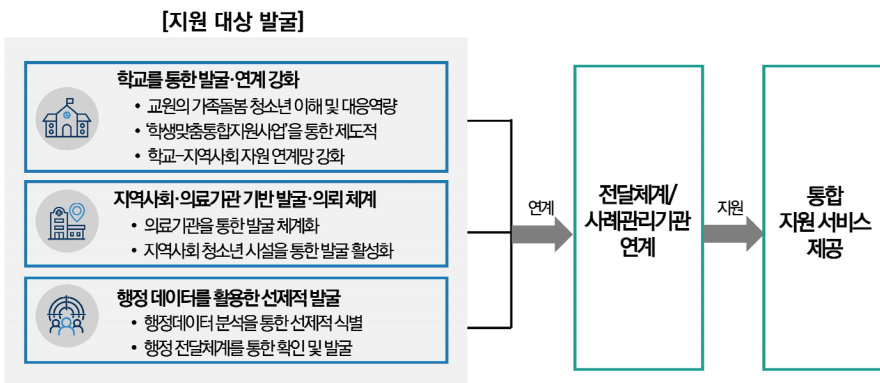 [지원 대상 발굴]
학교를 통한 발굴·연계 강화
• 교원의 가족돌봄 청소년 이해 및 대응역량
• ‘학생맞춤통합지원사업’을 통한 제도적
• 학교-지역사회 자원 연계망 강화
지역사회·의료기관 기반 발굴·의뢰 체계
• 의료기관을 통한 발굴 체계화
• 지역사회 청소년 시설을 통한 발굴 활성화
행정 데이터를 활용한 선제적 발굴
• 행정데이터 분석을 통한 선제적 식별
• 행정 전달체계를 통한 확인 및 발굴
연계
전달체계/
사례관리기관
연계
지원
통합
지원 서비스
제공